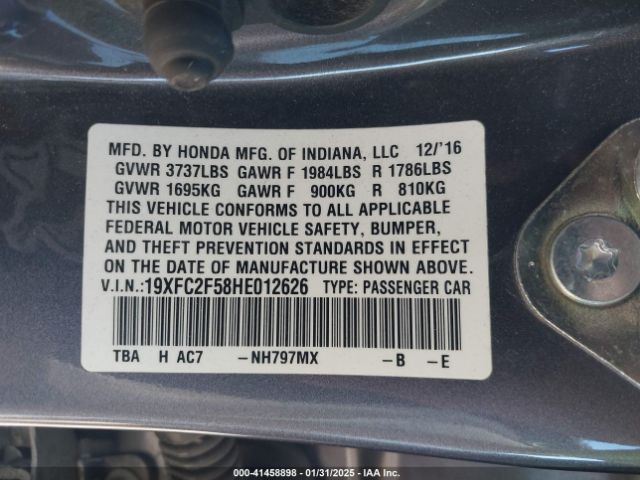 MFD. BY HONDA MFG. OF INDIANA, LLC 12/'16
GVWR 3737LBS GAWR F 1984LBS R 1786LBS
GVWR 1695KG GAWR F 900KG R 810KG
THIS VEHICLE CONFORMS TO ALL APPLICABLE
FEDERAL MOTOR VEHICLE SAFETY, BUMPER,
AND THEFT PREVENTION STANDARDS IN EFFECT
ON THE DATE OF MANUFACTURE SHOWN ABOVE.
V.I.N.:19XFC2F58HE012626 TYPE: PASSENGER CAR
TBA H AC7 -NH797MX -B -E
000-41458898 - 01/31/2025 - IAA Inc.